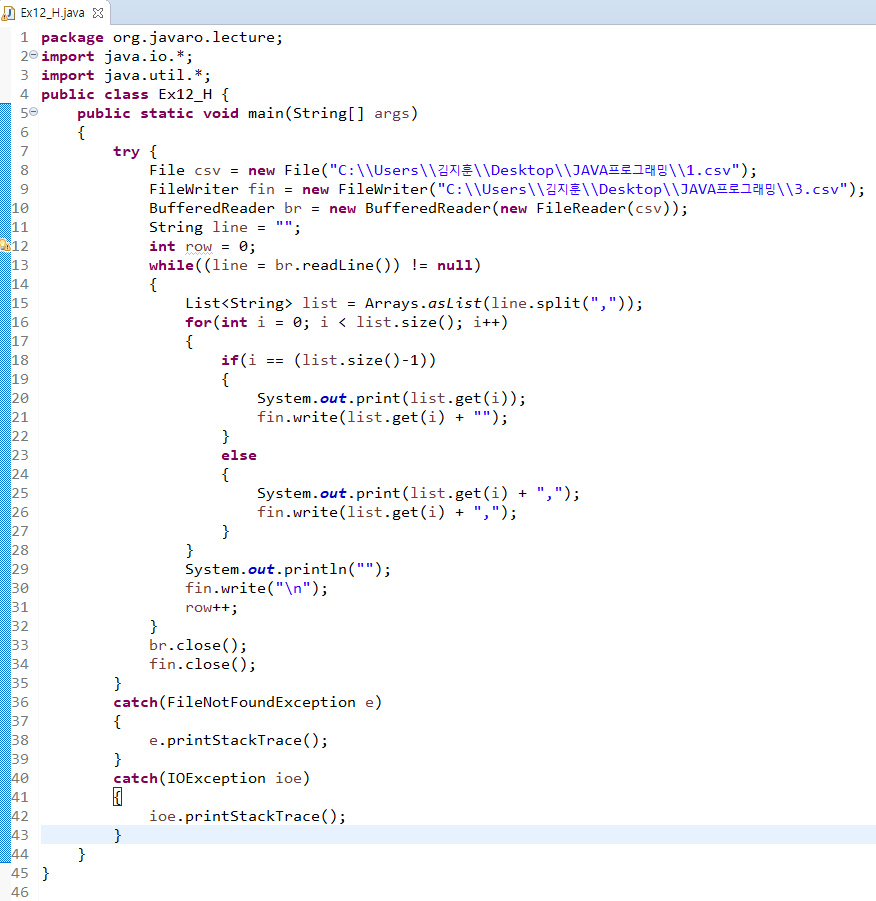 Ex12_H.java
1 package org.javaro.lecture;
2 import java.io.*;
3 import java.util.*;
4 public class Ex12_H {
5     public static void main(String[] args)
6     {
7         try {
8             File csv = new File("C:\\Users\\김지훈\\Desktop\\JAVA프로그래밍\\1.csv");
9             FileWriter fin = new FileWriter("C:\\Users\\김지훈\\Desktop\\JAVA프로그래밍\\3.csv");
10             BufferedReader br = new BufferedReader(new FileReader(csv));
11             String line = "";
12             int row = 0;
13             while((line = br.readLine()) != null)
14             {
15                 List<String> list = Arrays.asList(line.split(","));
16                 for(int i = 0; i < list.size(); i++)
17                 {
18                     if(i == (list.size()-1))
19                     {
20                         System.out.print(list.get(i));
21                         fin.write(list.get(i) + "");
22                     }
23                     else
24                     {
25                         System.out.print(list.get(i) + ",");
26                         fin.write(list.get(i) + ",");
27                     }
28                 }
29                 System.out.println("");
30                 fin.write("\n");
31                 row++;
32             }
33             br.close();
34             fin.close();
35         }
36         catch(FileNotFoundException e)
37         {
38             e.printStackTrace();
39         }
40         catch(IOException ioe)
41         {
42             ioe.printStackTrace();
43         }
44     }
45 }
46